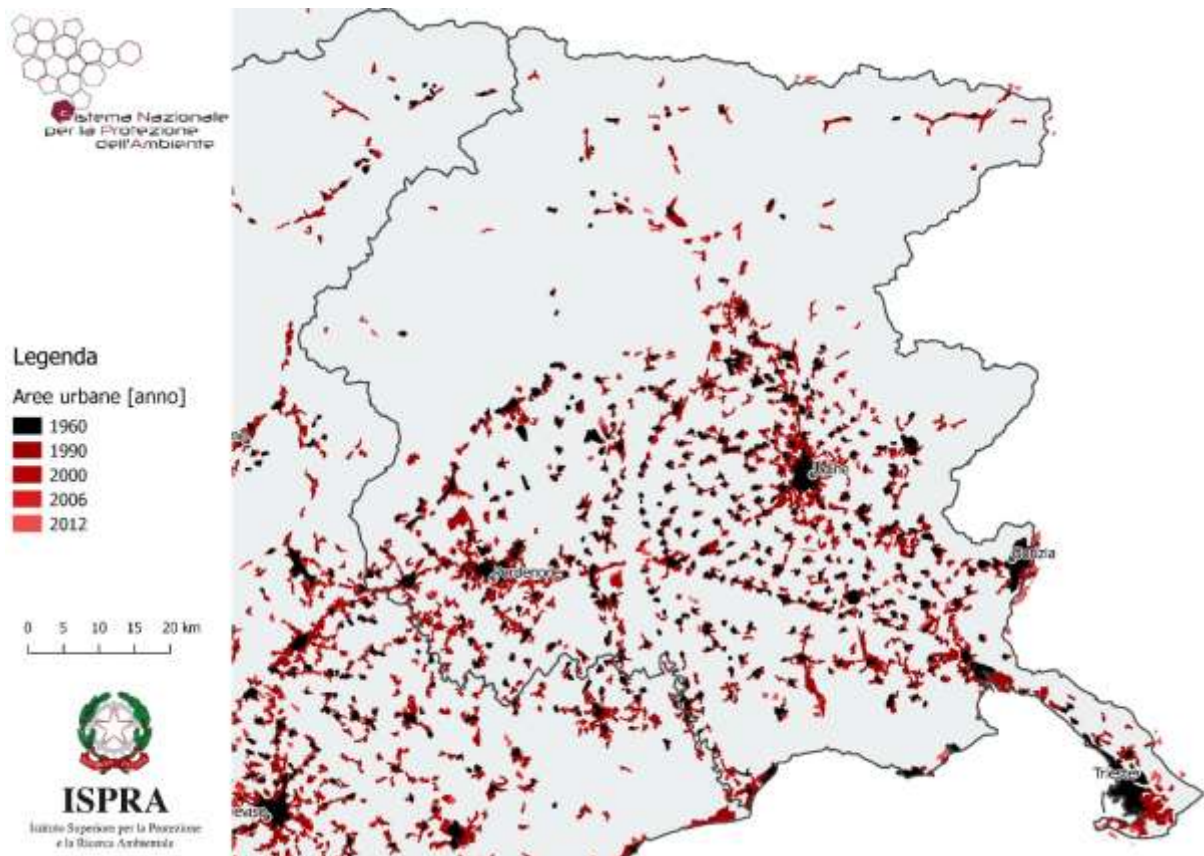 Sistema Nazionale
per la Protezione
dell'Ambiente
Legenda
Aree urbane [anno]
1960
1990
2000
2006
2012
0 5 10 15 20 km
ISPRA
Istituto Superiore per la Protezione
e la Ricerca Ambientale
Udine
Pordenone
Gorizia
Trieste